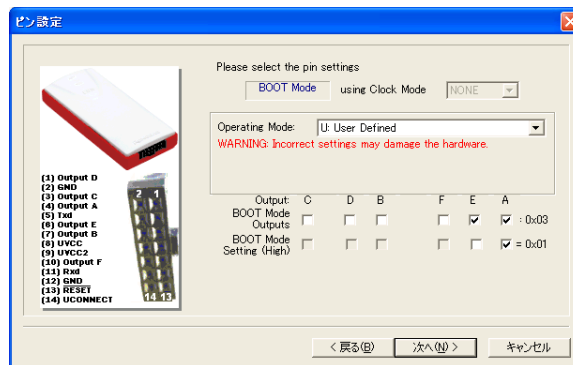 ピン設定
Please select the pin settings
BOOT Mode using Clock Mode NONE
Operating Mode: U: User Defined
WARNING: Incorrect settings may damage the hardware.
(1) Output D
(2) GND
(3) Output C
(4) Output A
(5) Txd
(6) Output E
(7) Output B
(8) UVCC
(9) UVCC2
(10) Output F
(11) Rxd
(12) GND
(13) RESET
(14) UCONNECT
2 1
14 13
Output: C D B F E A
BOOT Mode Outputs : 0x03
BOOT Mode Setting (High) = 0x01
< 戻る(B)
次へ(N) >
キャンセル